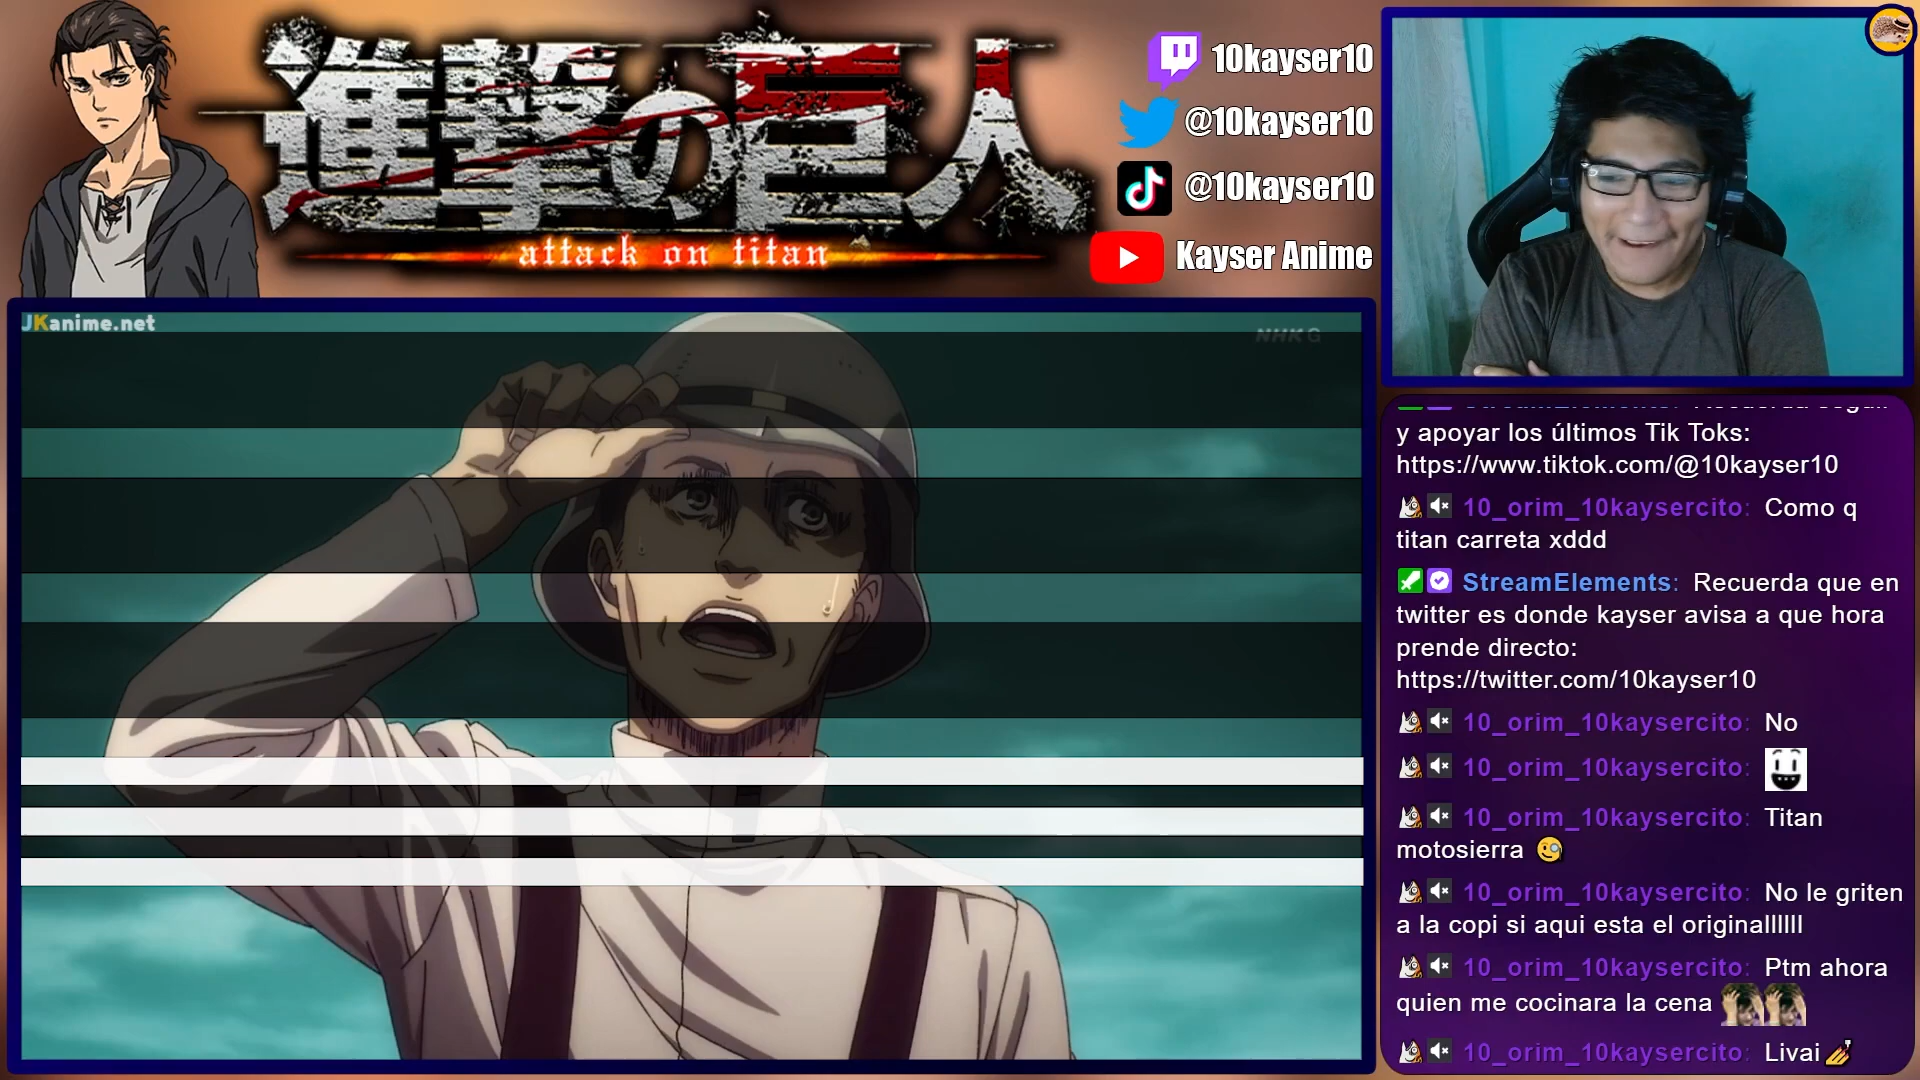 進撃の巨人
attack on titan
10kayser10
@10kayser10
@10kayser10
Kayser Anime
JKanime.net
NHK G
y apoyar los últimos Tik Toks:
https://www.tiktok.com/@10kayser10
10_orim_10kaysercito: Como q
titan carreta xddd
StreamElements: Recuerda que en
twitter es donde kayser avisa a que hora
prende directo:
https://twitter.com/10kayser10
10_orim_10kaysercito: No
10_orim_10kaysercito:
10_orim_10kaysercito: Titan
motosierra 🧐
10_orim_10kaysercito: No le griten
a la copi si aqui esta el originalllllll
10_orim_10kaysercito: Ptm ahora
quien me cocinara la cena
10_orim_10kaysercito: Livai